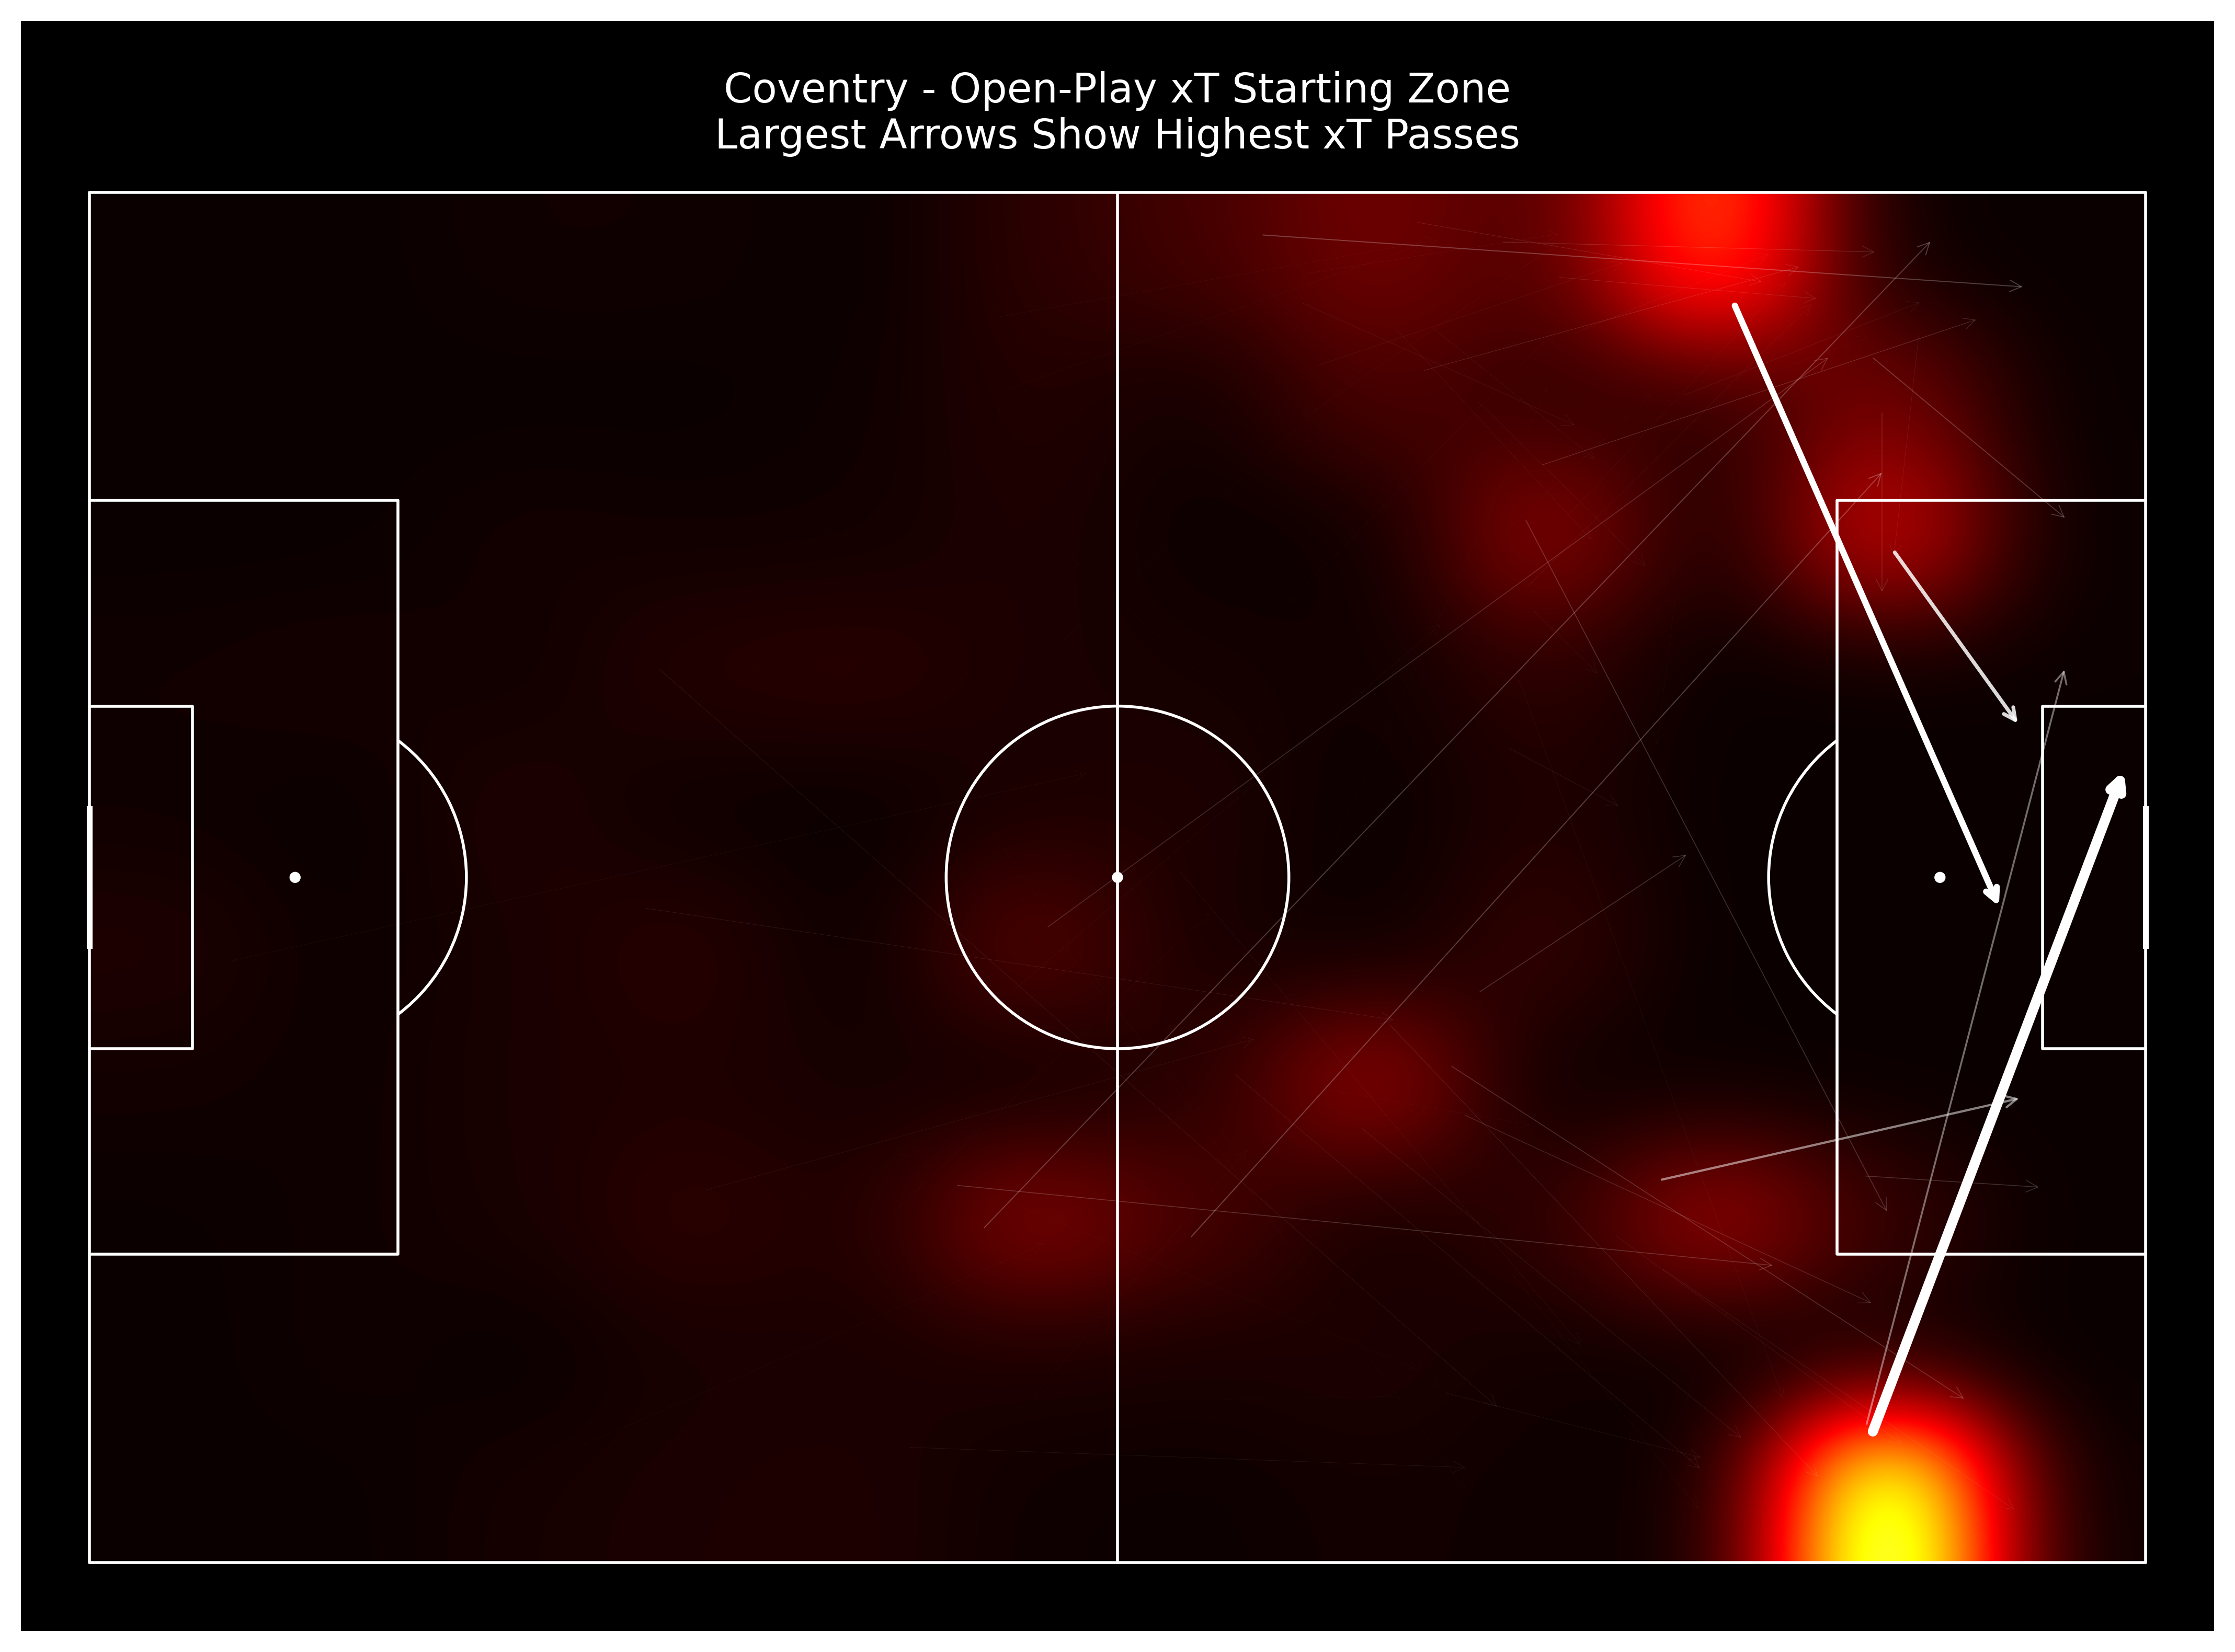 Coventry - Open-Play xT Starting Zone
Largest Arrows Show Highest xT Passes